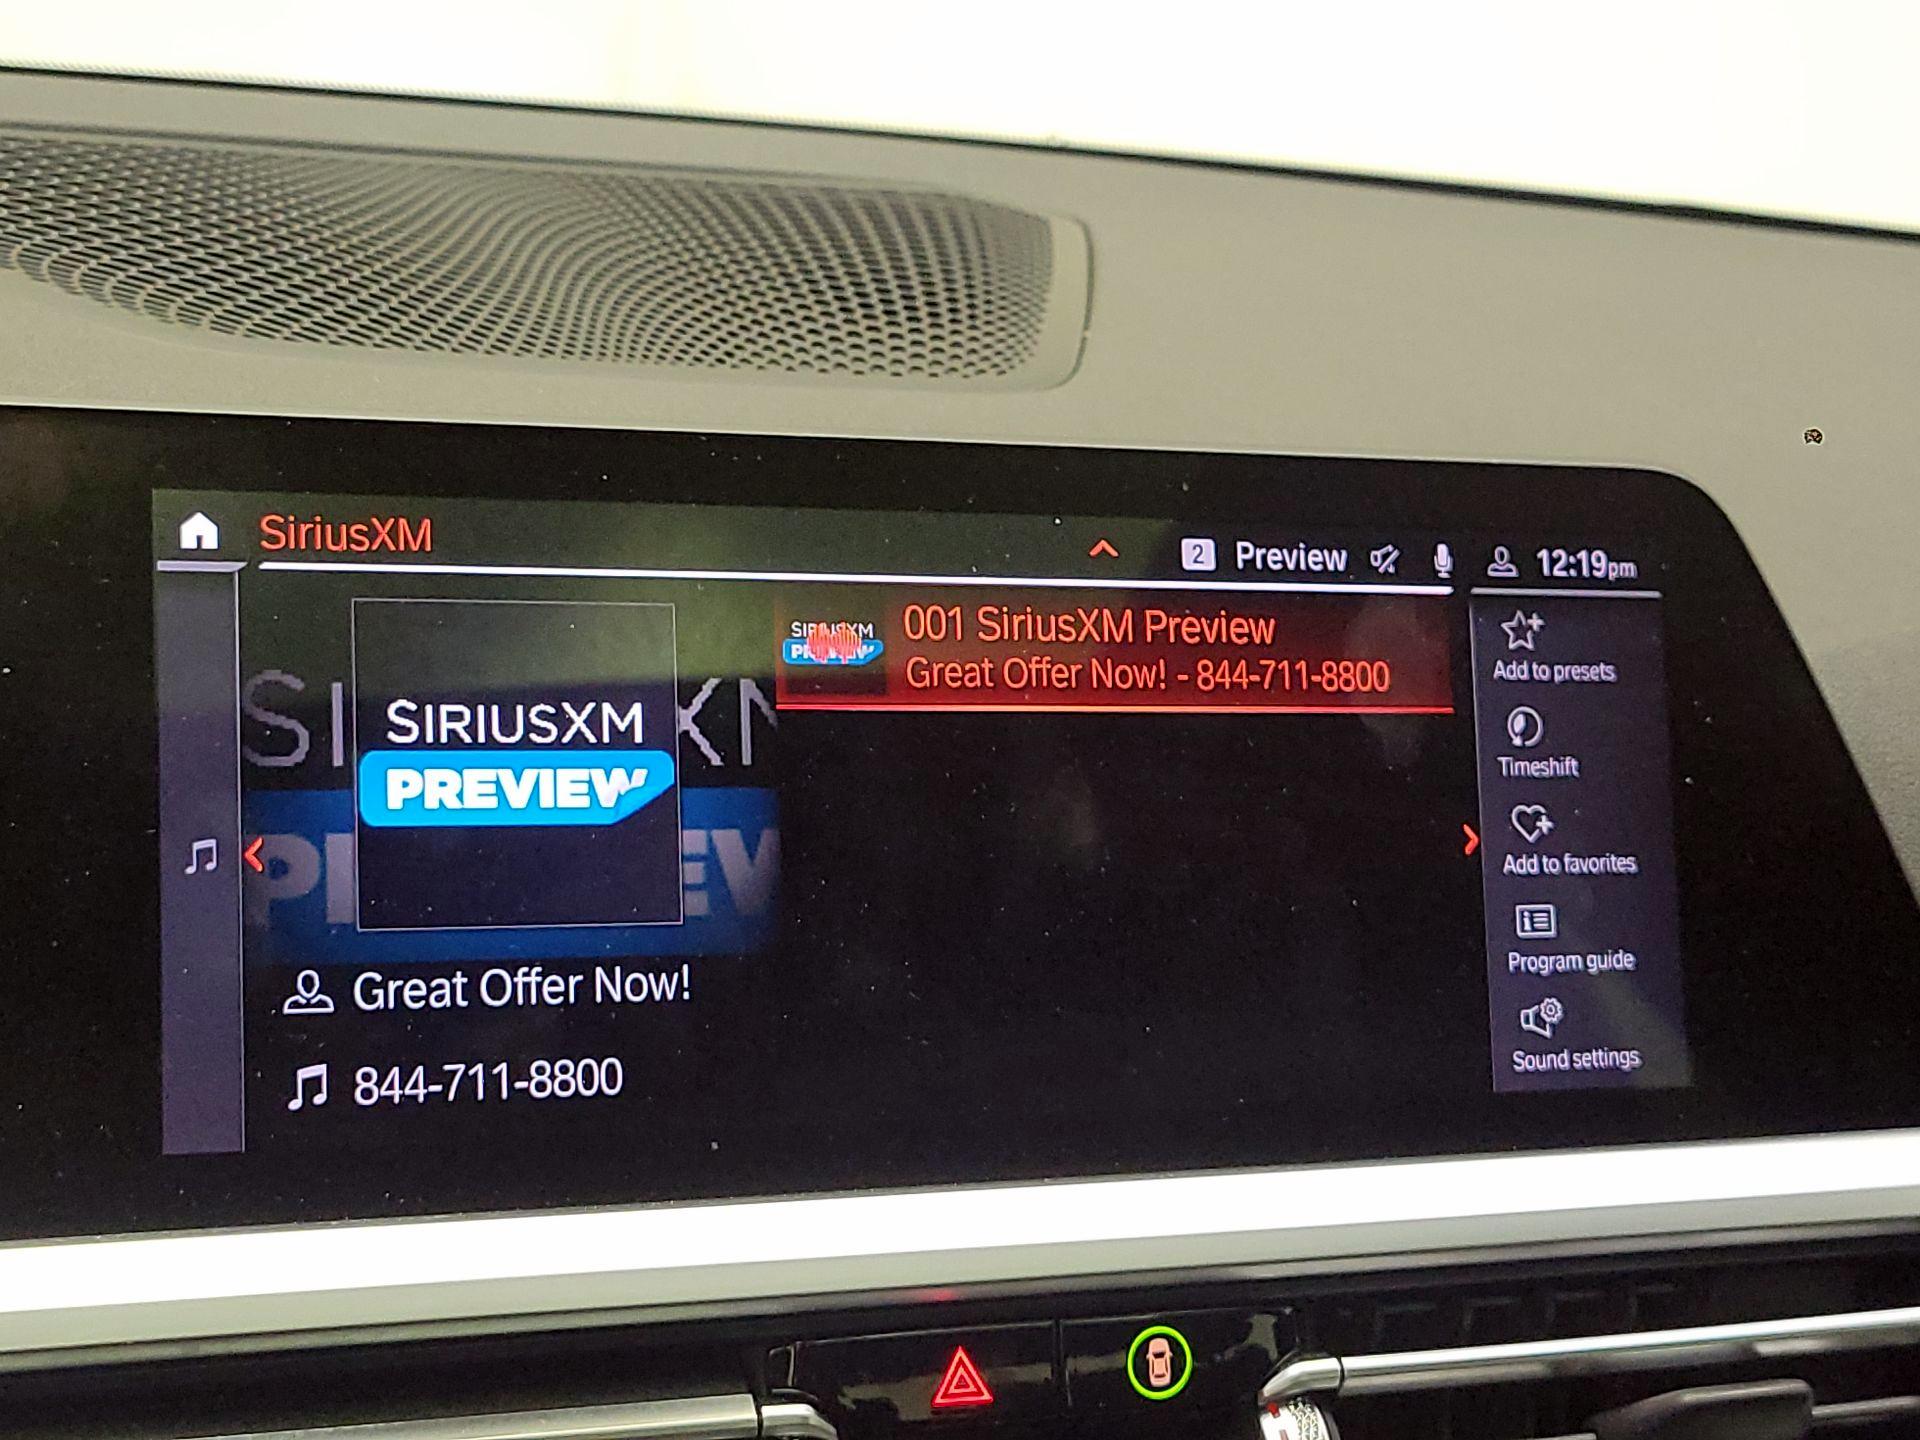 SiriusXM
2 Preview 12:19pm
SIRIUSXM
PREVIEW
Great Offer Now!
844-711-8800
001 SiriusXM Preview
Great Offer Now! - 844-711-8800
Add to presets
Timeshift
Add to favorites
Program guide
Sound settings